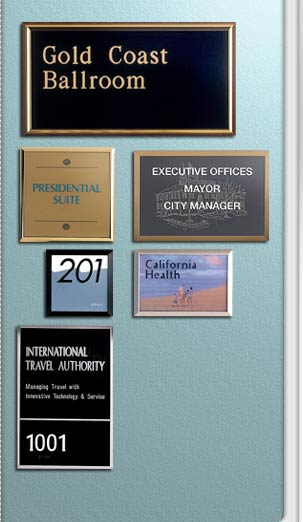 Gold Coast
Ballroom
PRESIDENTIAL
SUITE
EXECUTIVE OFFICES
MAYOR
CITY MANAGER
201
California
Health
INTERNATIONAL
TRAVEL AUTHORITY
Managing Travel with
Innovative Technology & Service
1001